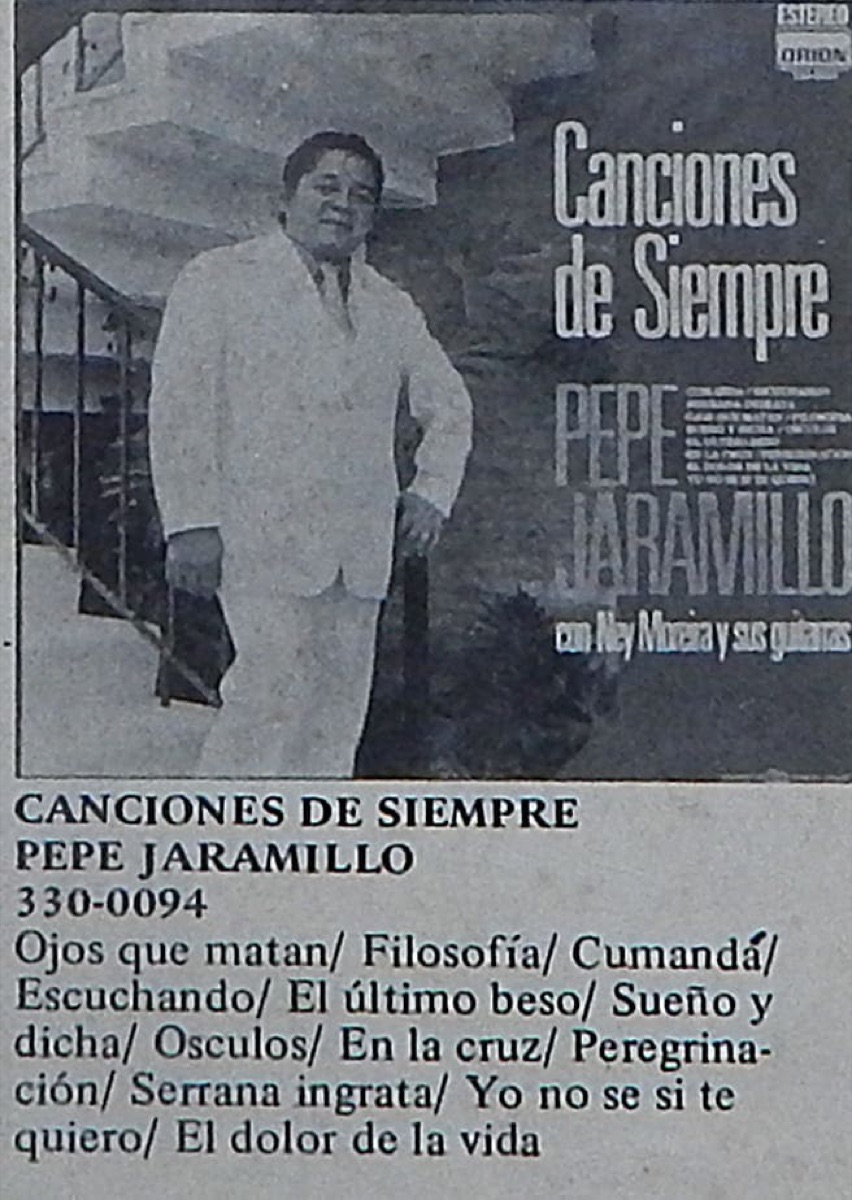 ESTEREO
ORION
Canciones
de Siempre
PEPE
JARAMILLO
con Ney Moreira y sus guitarras
CANCIONES DE SIEMPRE
PEPE JARAMILLO
330-0094
Ojos que matan/ Filosofía/ Cumandá/
Escuchando/ El último beso/ Sueño y
dicha/ Osculos/ En la cruz/ Peregrina-
ción/ Serrana ingrata/ Yo no se si te
quiero/ El dolor de la vida